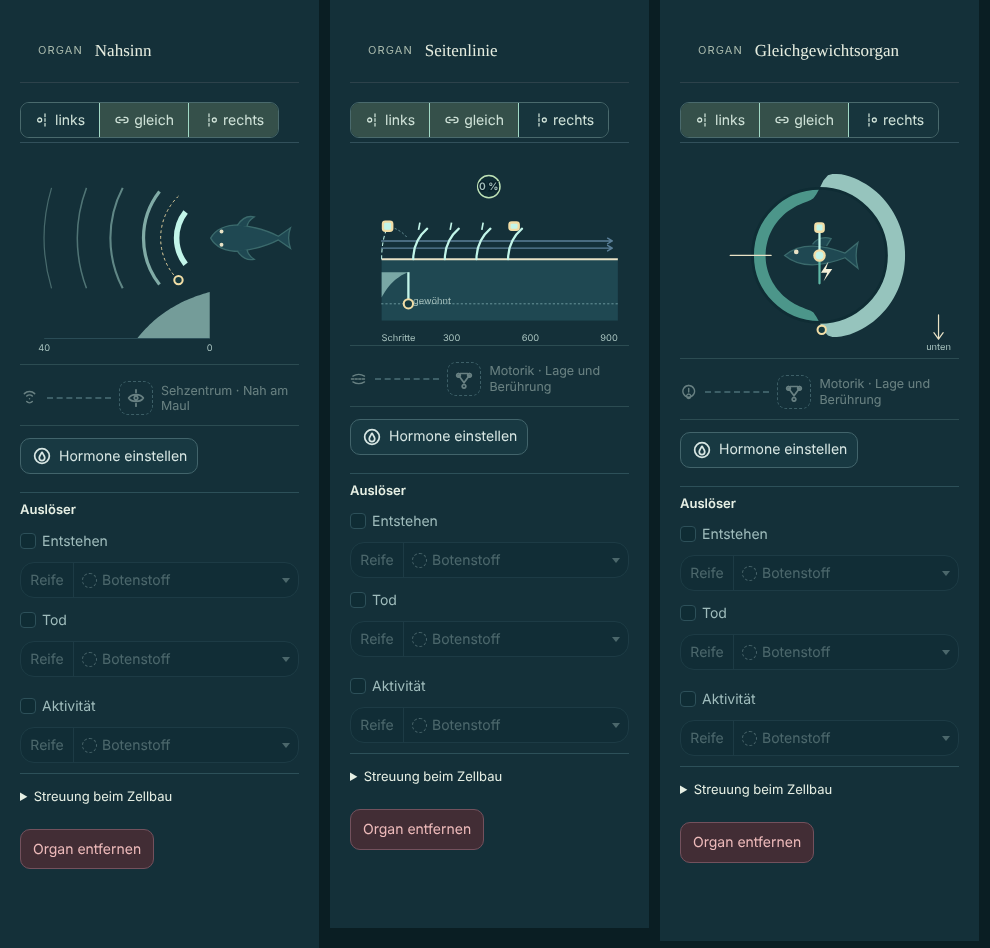 ORGAN Nahsinn
links gleich rechts
40 0
Sehzentrum · Nah am
Maul
Hormone einstellen
Auslöser
Entstehen
Reife Botenstoff
Tod
Reife Botenstoff
Aktivität
Reife Botenstoff
Streuung beim Zellbau
Organ entfernen
ORGAN Seitenlinie
links gleich rechts
0 %
gewöhnt
Schritte 300 600 900
Motorik · Lage und
Berührung
Hormone einstellen
Auslöser
Entstehen
Reife Botenstoff
Tod
Reife Botenstoff
Aktivität
Reife Botenstoff
Streuung beim Zellbau
Organ entfernen
ORGAN Gleichgewichtsorgan
links gleich rechts
unten
Motorik · Lage und
Berührung
Hormone einstellen
Auslöser
Entstehen
Reife Botenstoff
Tod
Reife Botenstoff
Aktivität
Reife Botenstoff
Streuung beim Zellbau
Organ entfernen